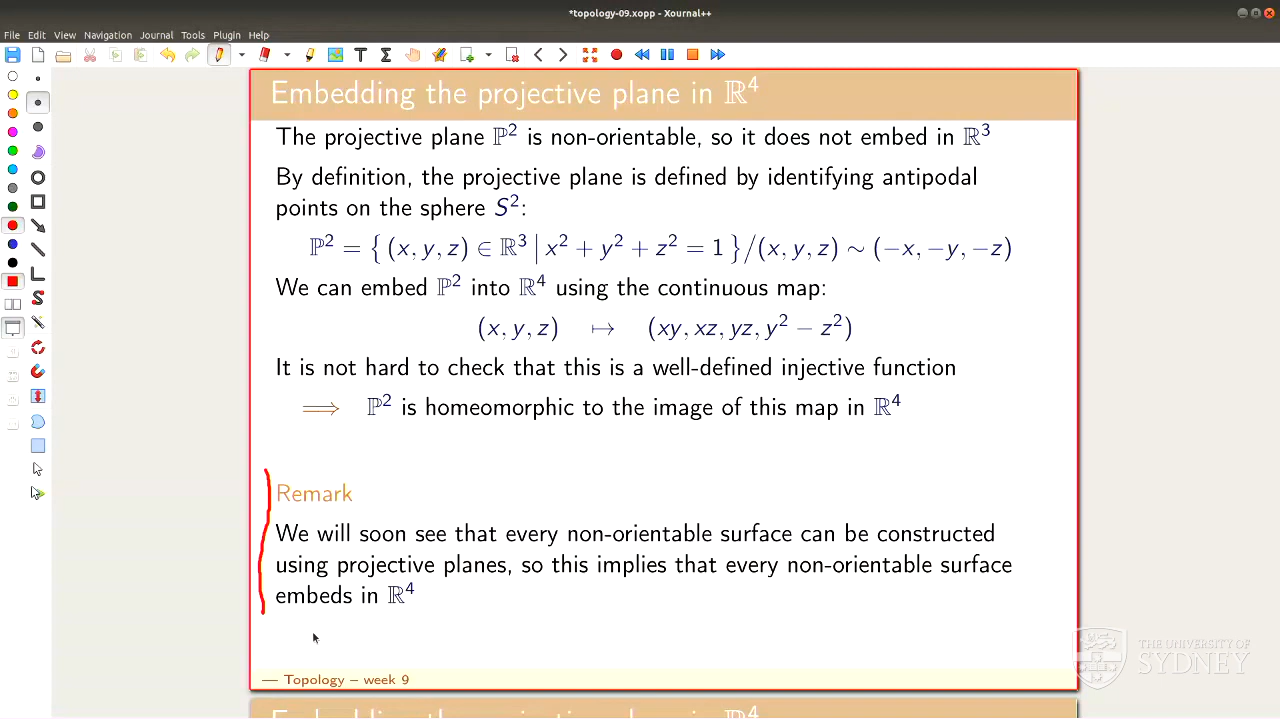 *topology-09.xopp - Xournal++
File Edit View Navigation Journal Tools Plugin Help
Embedding the projective plane in ℝ⁴
The projective plane ℙ² is non-orientable, so it does not embed in ℝ³
By definition, the projective plane is defined by identifying antipodal
points on the sphere S²:
ℙ² = { (x, y, z) ∈ ℝ³ | x² + y² + z² = 1 }/(x, y, z) ∼ (−x, −y, −z)
We can embed ℙ² into ℝ⁴ using the continuous map:
(x, y, z) ↦ (xy, xz, yz, y² − z²)
It is not hard to check that this is a well-defined injective function
⟹ ℙ² is homeomorphic to the image of this map in ℝ⁴
Remark
We will soon see that every non-orientable surface can be constructed
using projective planes, so this implies that every non-orientable surface
embeds in ℝ⁴
THE UNIVERSITY OF
SYDNEY
— Topology – week 9
Embedding the projective plane in ℝ⁴